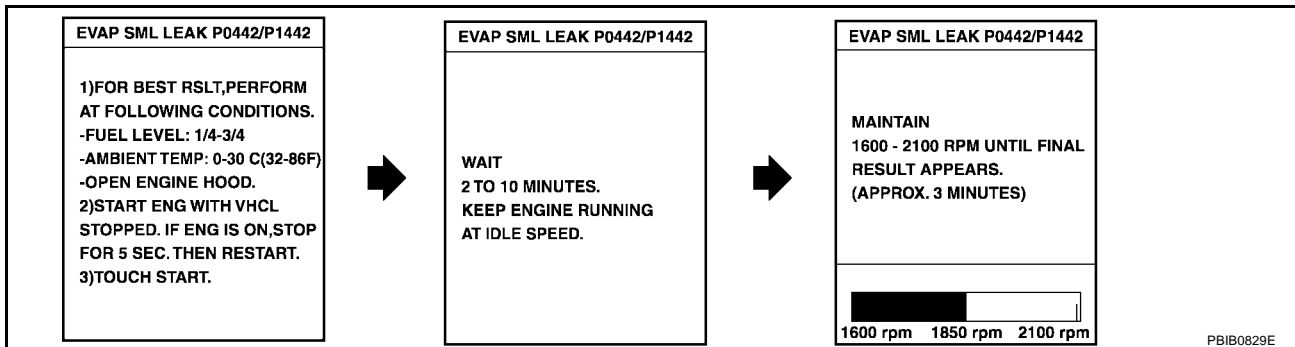 EVAP SML LEAK P0442/P1442
1)FOR BEST RSLT,PERFORM
AT FOLLOWING CONDITIONS.
-FUEL LEVEL: 1/4-3/4
-AMBIENT TEMP: 0-30 C(32-86F)
-OPEN ENGINE HOOD.
2)START ENG WITH VHCL
STOPPED. IF ENG IS ON,STOP
FOR 5 SEC. THEN RESTART.
3)TOUCH START.
EVAP SML LEAK P0442/P1442
WAIT
2 TO 10 MINUTES.
KEEP ENGINE RUNNING
AT IDLE SPEED.
EVAP SML LEAK P0442/P1442
MAINTAIN
1600 - 2100 RPM UNTIL FINAL
RESULT APPEARS.
(APPROX. 3 MINUTES)
1600 rpm 1850 rpm 2100 rpm
PBIB0829E